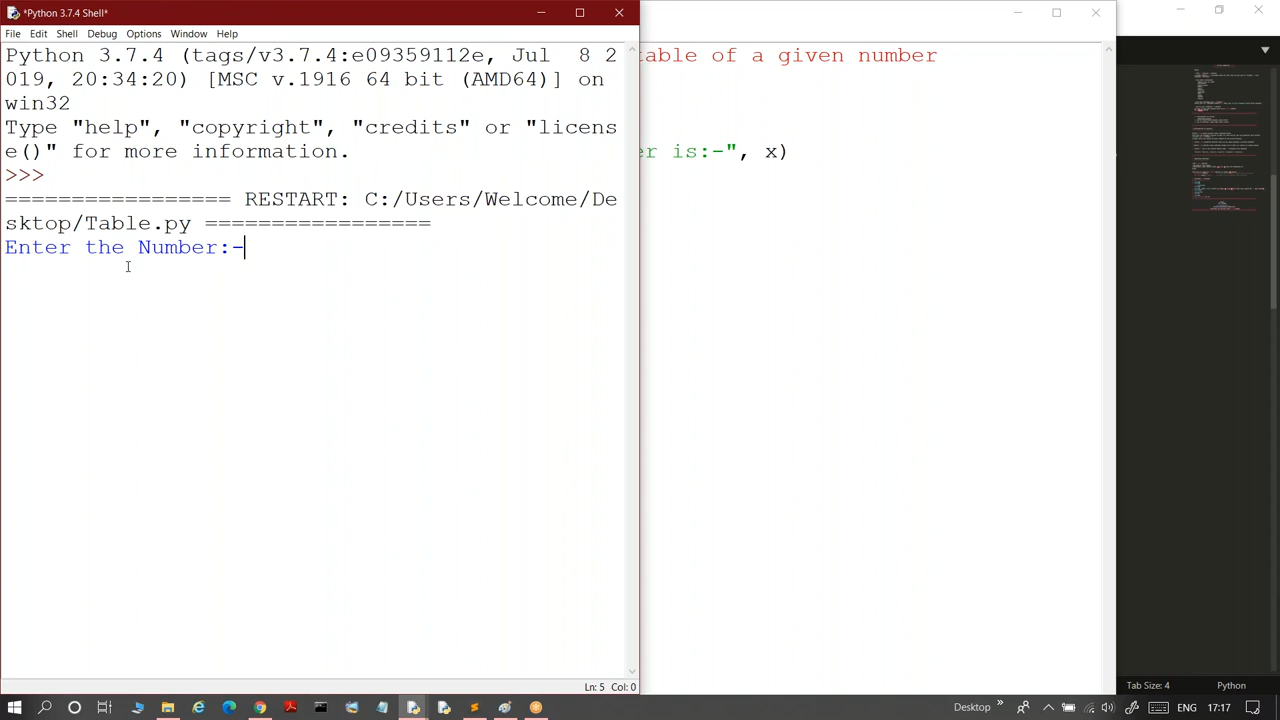 *Python 3.7.4 Shell*
File Edit Shell Debug Options Window Help
Python 3.7.4 (tags/v3.7.4:e09359112e, Jul  8 2
019, 20:34:20) [MSC v.1916 64 bit (AMD64)] on
win32
Type "help", "copyright", "credits" or "licens
e()" for more information.
>>>
================= RESTART: C:/Users/Welcome/De
sktop/Table.py =================
Enter the Number:-
table of a given number
er is:-", x)
Ln: 5 Col: 0
Tab Size: 4 Python
Desktop » ENG 17:17